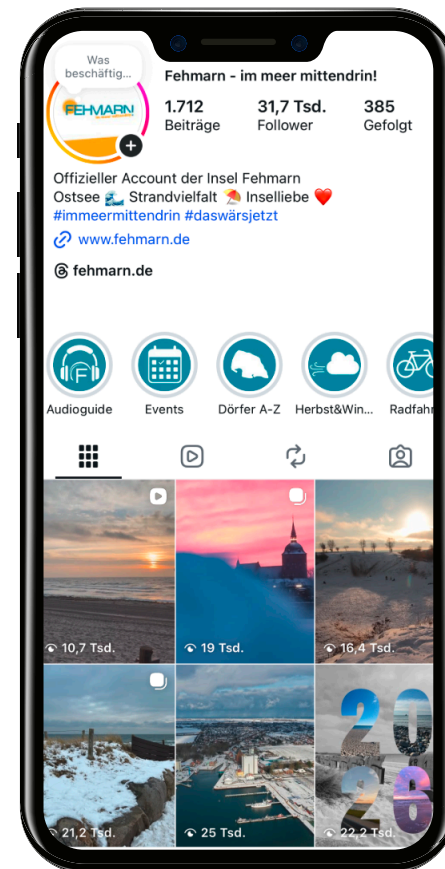 Was
beschäftig...
FEHMARN
Fehmarn - im meer mittendrin!
1.712 31,7 Tsd. 385
Beiträge Follower Gefolgt
Offizieller Account der Insel Fehmarn
Ostsee 🌊 Strandvielfalt ⛱️ Inselliebe ❤️
#immeermittendrin #daswärsjetzt
www.fehmarn.de
fehmarn.de
F
Audioguide Events Dörfer A-Z Herbst&Win... Radfahr
10,7 Tsd. 19 Tsd. 16,4 Tsd.
2026
21,2 Tsd. 25 Tsd. 22,2 Tsd.